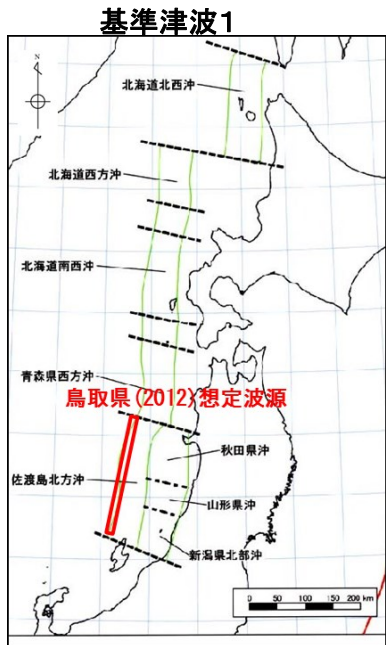 基準津波1
N
北海道北西沖
北海道西方沖
北海道南西沖
青森県西方沖
鳥取県(2012)想定波源
秋田県沖
佐渡島北方沖
山形県沖
新潟県北部沖
0 50 100 150 200 km